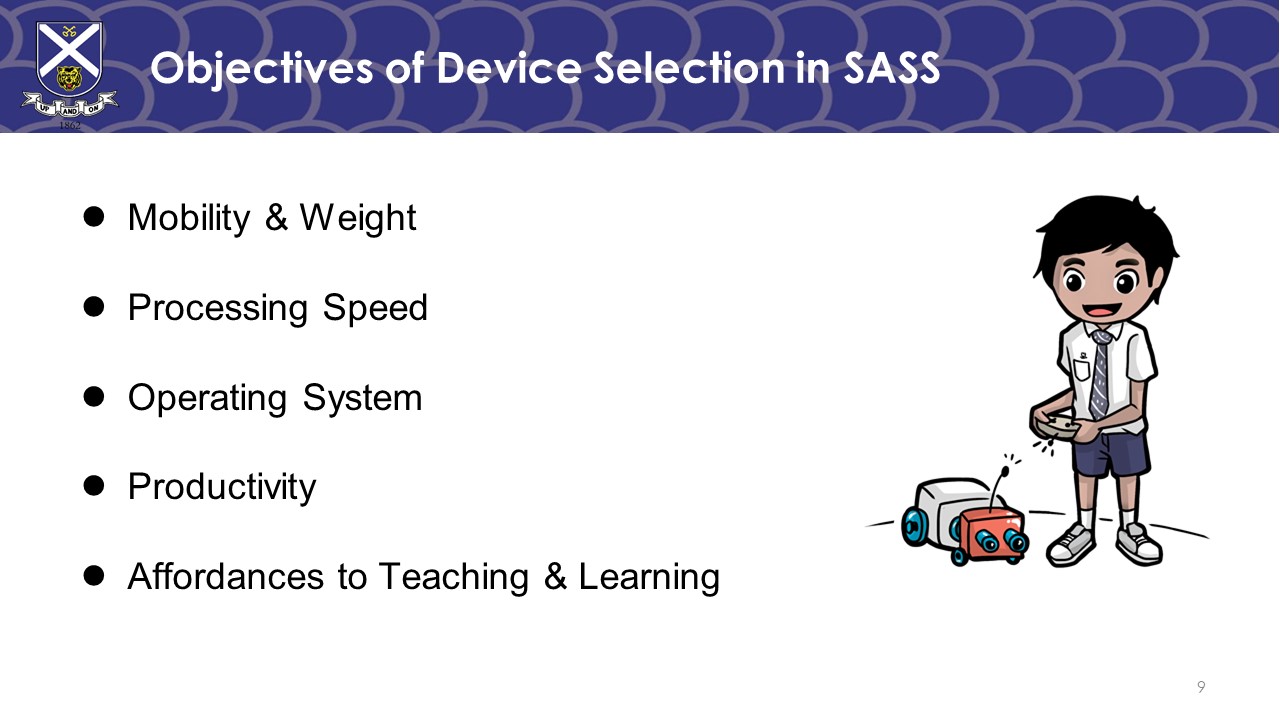 Objectives of Device Selection in SASS
UP AND ON
1862
● Mobility & Weight
● Processing Speed
● Operating System
● Productivity
● Affordances to Teaching & Learning
9